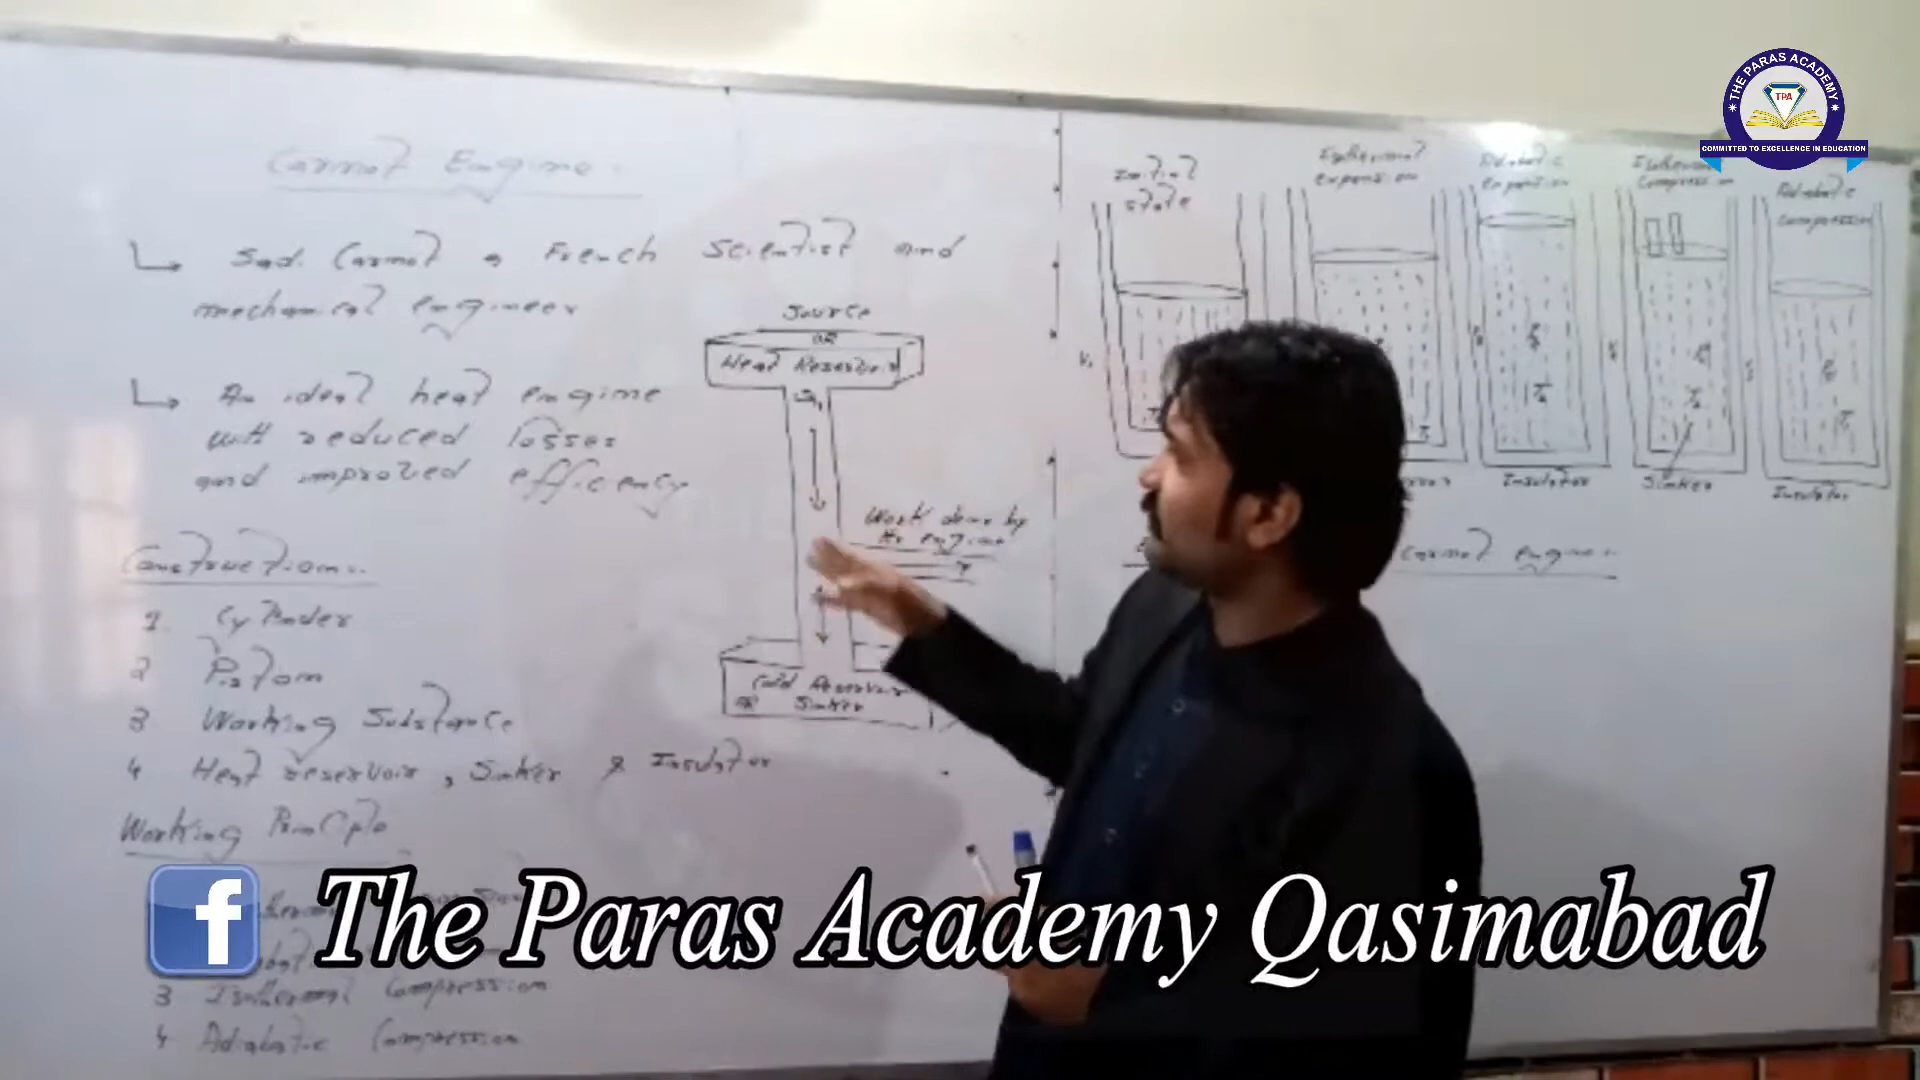 Carnot Engine.
Sadi Carnot a French Scientist and
mechanical engineer
An ideal heat engine
with reduced losses
and improved efficiency
Construction:-
1. Cylinder
2 Piston
3 Working Substance
4 Heat reservoir, Sinker & Insulator
Working Principle
3 Isothermal Compression
4 Adiabatic Compression
Source
OR
Heat Reservoir
Q1
Work done by
the engine
Cold Reservoir
OR Sinker
Initial
state
Isothermal
expansion
Adiabatic
Expansion
Isothermal
Compression
Adiabatic
Compression
Insulator
Sinker
Insulator
Carnot engine.
THE PARAS ACADEMY
TPA
COMMITTED TO EXCELLENCE IN EDUCATION
f The Paras Academy Qasimabad